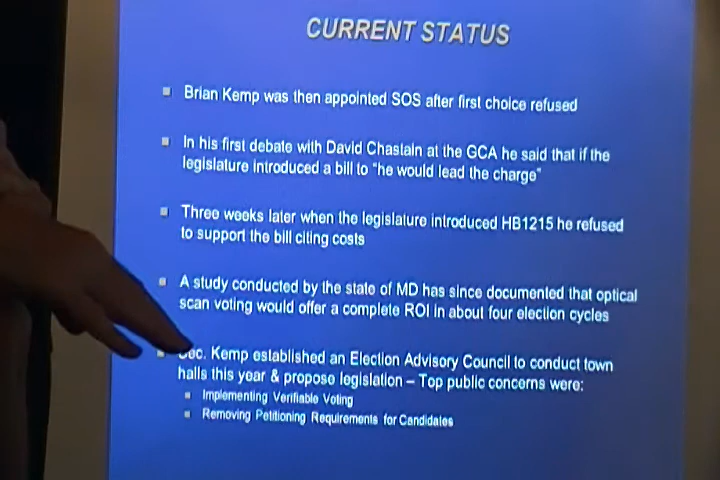 CURRENT STATUS
Brian Kemp was then appointed SOS after first choice refused
In his first debate with David Chastain at the GCA he said that if the
legislature introduced a bill to "he would lead the charge"
Three weeks later when the legislature introduced HB1215 he refused
to support the bill citing costs
A study conducted by the state of MD has since documented that optical
scan voting would offer a complete ROI in about four election cycles
Sec. Kemp established an Election Advisory Council to conduct town
halls this year & propose legislation – Top public concerns were:
Implementing Verifiable Voting
Removing Petitioning Requirements for Candidates